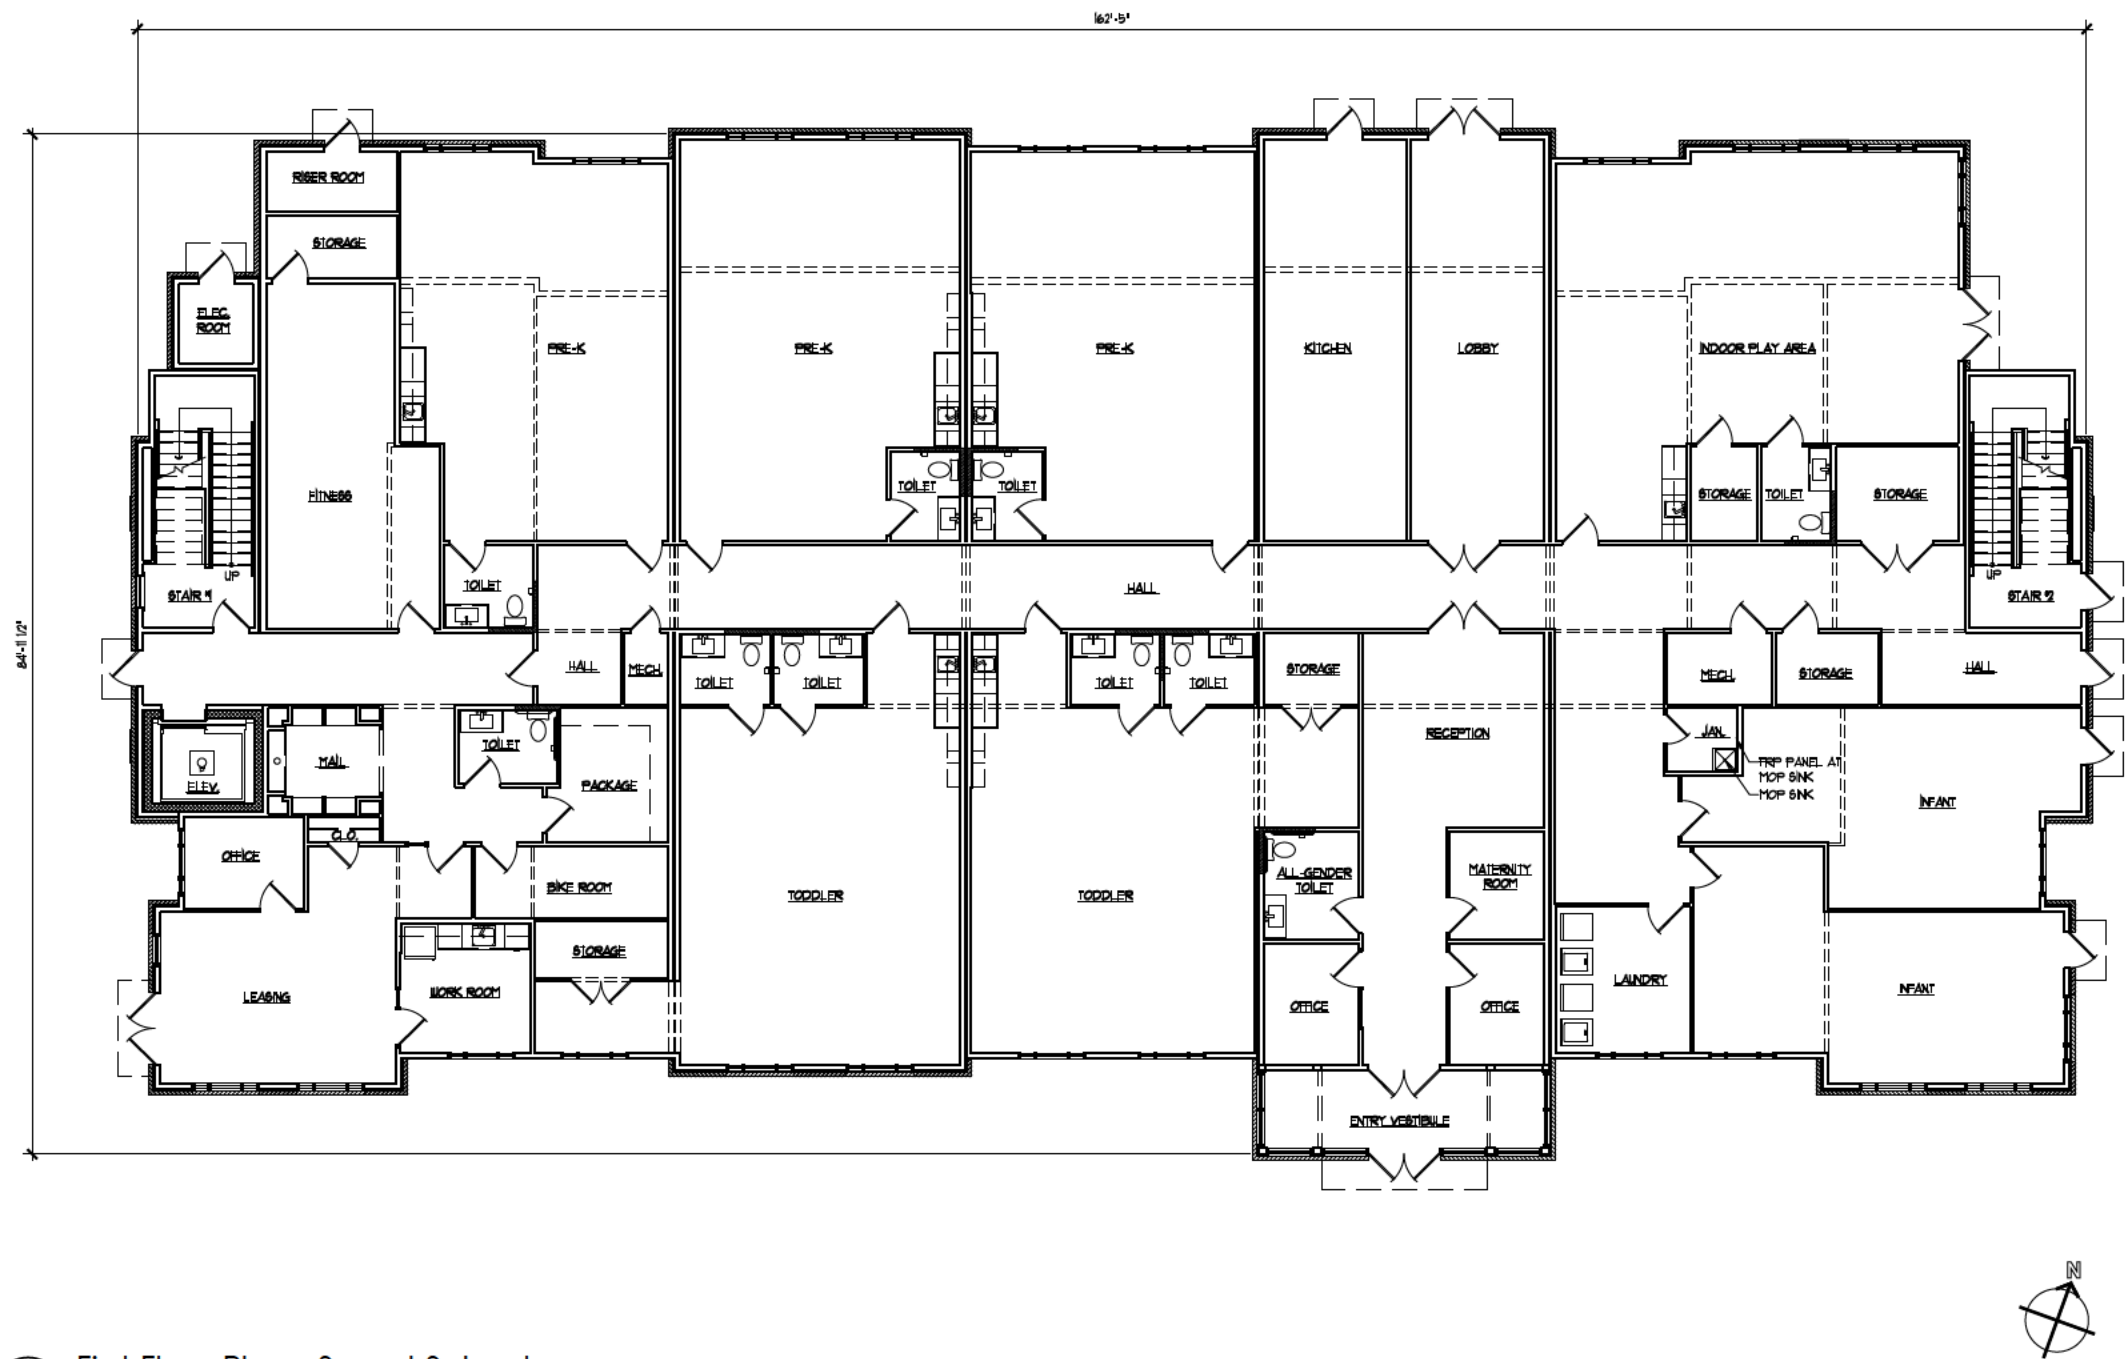 162'-5"
84'-11 1/2"
RISER ROOM
STORAGE
ELEC.
ROOM
PRE-K
PRE-K
PRE-K
KITCHEN
LOBBY
INDOOR PLAY AREA
FITNESS
TOILET
TOILET
STORAGE
TOILET
STORAGE
UP
STAIR #1
TOILET
HALL
UP
STAIR #2
HALL
MECH.
TOILET
TOILET
TOILET
TOILET
STORAGE
MECH.
STORAGE
HALL
ELEV.
MAIL
TOILET
PACKAGE
RECEPTION
JAN.
FRP PANEL AT
MOP SINK
MOP SINK
INFANT
CLO.
OFFICE
BIKE ROOM
TODDLER
TODDLER
ALL-GENDER
TOILET
MATERNITY
ROOM
STORAGE
LEASING
WORK ROOM
OFFICE
OFFICE
LAUNDRY
INFANT
ENTRY VESTIBULE
N